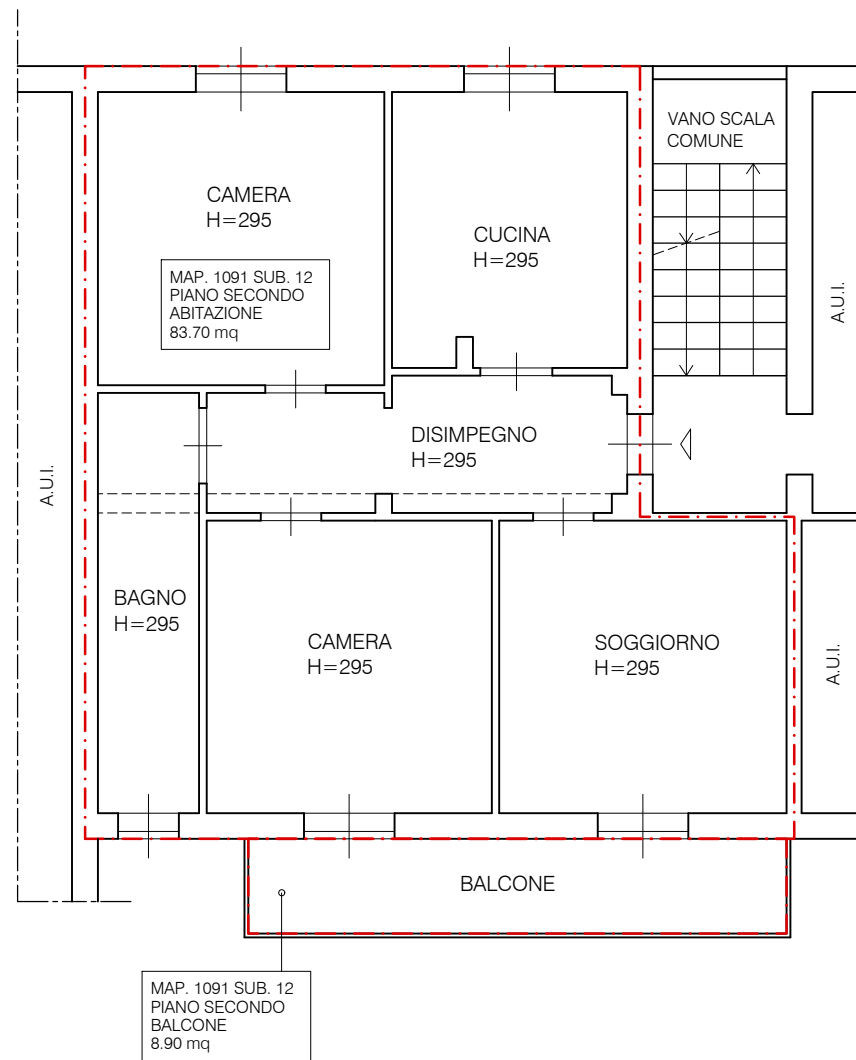 VANO SCALA
COMUNE
CAMERA
H=295
CUCINA
H=295
MAP. 1091 SUB. 12
PIANO SECONDO
ABITAZIONE
83.70 mq
A.U.I.
DISIMPEGNO
H=295
A.U.I.
BAGNO
H=295
CAMERA
H=295
SOGGIORNO
H=295
A.U.I.
BALCONE
MAP. 1091 SUB. 12
PIANO SECONDO
BALCONE
8.90 mq